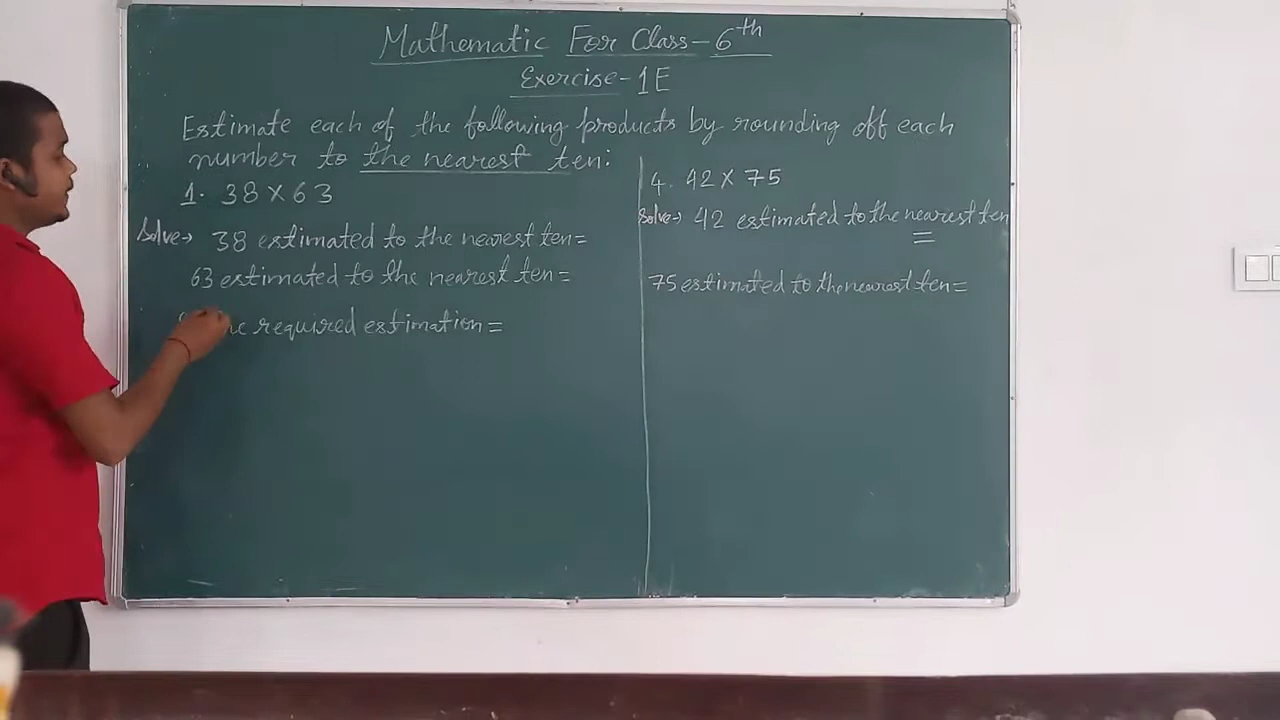 Mathematic For Class-6th
Exercise-1E
Estimate each of the following products by rounding off each
number to the nearest ten:
1. 38 X 63
Solve→ 38 estimated to the nearest ten=
63 estimated to the nearest ten=
required estimation=
4. 42 X 75
Solve→ 42 estimated to the nearest ten
=
75 estimated to the nearest ten=